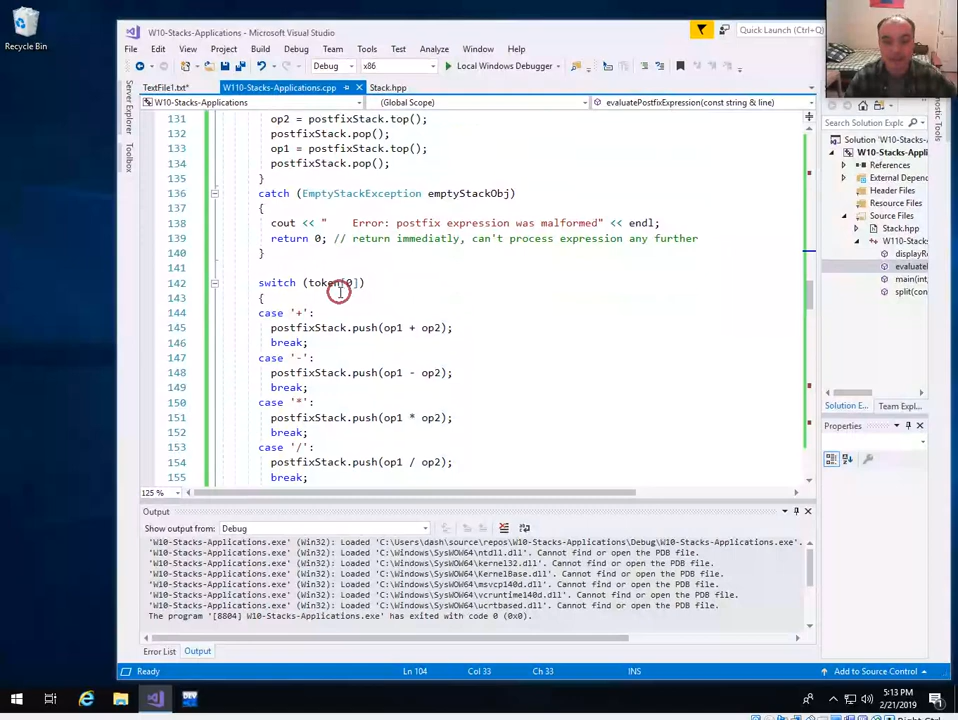 Recycle Bin
W10-Stacks-Applications - Microsoft Visual Studio
Quick Launch (Ctrl+Q)
File Edit View Project Build Debug Team Tools Test Analyze Window Help
Debug x86 Local Windows Debugger
TextFile1.txt* W110-Stacks-Applications.cpp Stack.hpp
W10-Stacks-Applications (Global Scope) evaluatePostfixExpression(const string & line)
Server Explorer
Toolbox
131 op2 = postfixStack.top();
132 postfixStack.pop();
133 op1 = postfixStack.top();
134 postfixStack.pop();
135 }
136 catch (EmptyStackException emptyStackObj)
137 {
138 cout << " Error: postfix expression was malformed" << endl;
139 return 0; // return immediatly, can't process expression any further
140 }
141
142 switch (token[0])
143 {
144 case '+':
145 postfixStack.push(op1 + op2);
146 break;
147 case '-':
148 postfixStack.push(op1 - op2);
149 break;
150 case '*':
151 postfixStack.push(op1 * op2);
152 break;
153 case '/':
154 postfixStack.push(op1 / op2);
155 break;
125 %
Search Solution Explc
Solution 'W10-Stacks-
W10-Stacks-Appli
References
External Depend
Header Files
Resource Files
Source Files
Stack.hpp
W110-Stacks-
displayRe
evaluatel
main(int,
split(con
Solution E... Team Expl...
Properties
Diagnostic Tools
Output
Show output from: Debug
'W10-Stacks-Applications.exe' (Win32): Loaded 'C:\Users\dash\source\repos\W10-Stacks-Applications\Debug\W10-Stacks-Applications.exe'.
'W10-Stacks-Applications.exe' (Win32): Loaded 'C:\Windows\SysWOW64\ntdll.dll'. Cannot find or open the PDB file.
'W10-Stacks-Applications.exe' (Win32): Loaded 'C:\Windows\SysWOW64\kernel32.dll'. Cannot find or open the PDB file.
'W10-Stacks-Applications.exe' (Win32): Loaded 'C:\Windows\SysWOW64\KernelBase.dll'. Cannot find or open the PDB file.
'W10-Stacks-Applications.exe' (Win32): Loaded 'C:\Windows\SysWOW64\msvcp140d.dll'. Cannot find or open the PDB file.
'W10-Stacks-Applications.exe' (Win32): Loaded 'C:\Windows\SysWOW64\vcruntime140d.dll'. Cannot find or open the PDB file.
'W10-Stacks-Applications.exe' (Win32): Loaded 'C:\Windows\SysWOW64\ucrtbased.dll'. Cannot find or open the PDB file.
The program '[8804] W10-Stacks-Applications.exe' has exited with code 0 (0x0).
Error List Output
Ready Ln 104 Col 33 Ch 33 INS Add to Source Control
DEV
5:13 PM
2/21/2019
Right Ctrl